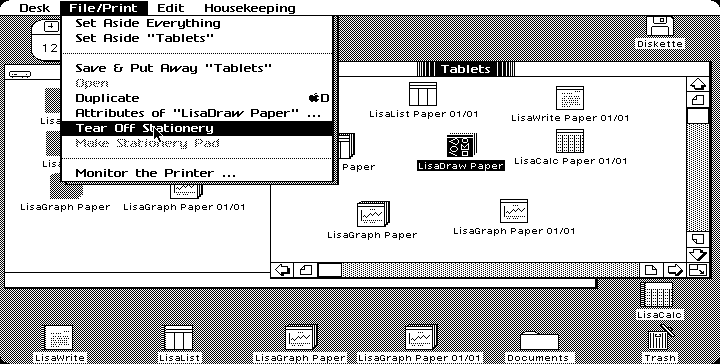 Desk File/Print Edit Housekeeping
Set Aside Everything
Set Aside "Tablets"
Save & Put Away "Tablets"
Open
Duplicate D
Attributes of "LisaDraw Paper" ...
Tear Off Stationery
Make Stationery Pad
Monitor the Printer ...
12
Diskette
Tablets
LisaList Paper 01/01
LisaWrite Paper 01/01
Paper
LisaDraw Paper
LisaCalc Paper 01/01
LisaGraph Paper
LisaGraph Paper 01/01
LisaGraph Paper
LisaGraph Paper 01/01
LisaCalc
LisaWrite
LisaList
LisaGraph Paper
LisaGraph Paper 01/01
Documents
Trash